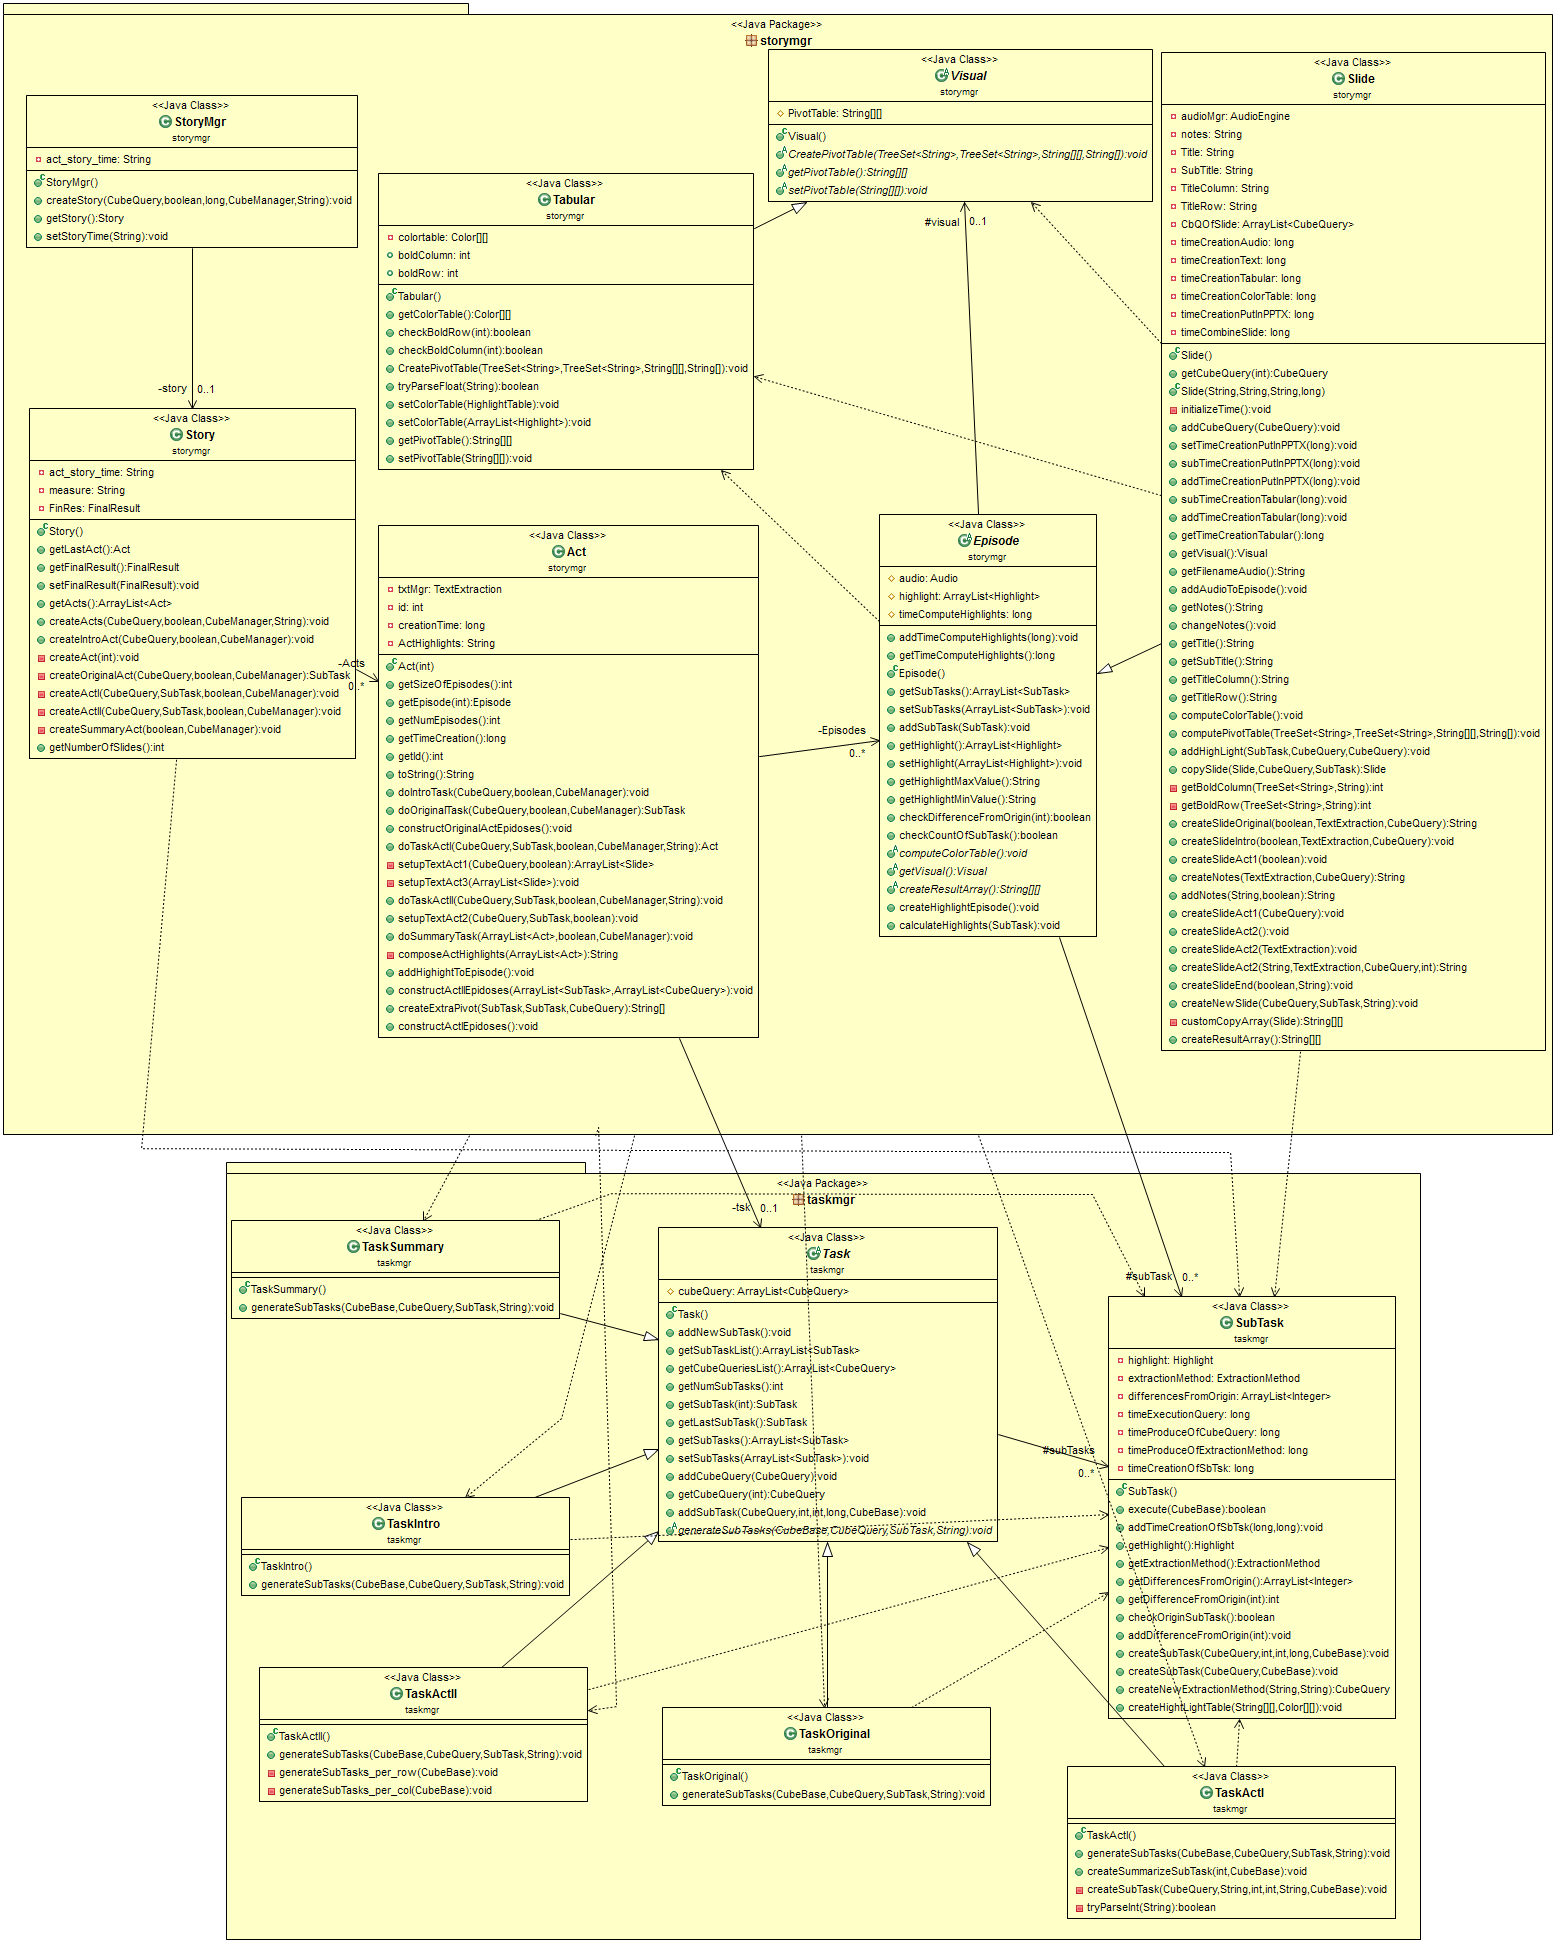 <<Java Package>>
storymgr
<<Java Class>>
StoryMgr
storymgr
act_story_time: String
StoryMgr()
createStory(CubeQuery,boolean,long,CubeManager,String):void
getStory():Story
setStoryTime(String):void
-story
0..1
<<Java Class>>
Story
storymgr
act_story_time: String
measure: String
FinRes: FinalResult
Story()
getLastAct():Act
getFinalResult():FinalResult
setFinalResult(FinalResult):void
getActs():ArrayList<Act>
createActs(CubeQuery,boolean,CubeManager,String):void
createIntroAct(CubeQuery,boolean,CubeManager):void
createAct(int):void
createOriginalAct(CubeQuery,boolean,CubeManager):SubTask
createActI(CubeQuery,SubTask,boolean,CubeManager):void
createActII(CubeQuery,SubTask,boolean,CubeManager):void
createSummaryAct(boolean,CubeManager):void
getNumberOfSlides():int
-Acts
0..*
<<Java Class>>
Tabular
storymgr
colortable: Color[][]
boldColumn: int
boldRow: int
Tabular()
getColorTable():Color[][]
checkBoldRow(int):boolean
checkBoldColumn(int):boolean
CreatePivotTable(TreeSet<String>,TreeSet<String>,String[][],String[]):void
tryParseFloat(String):boolean
setColorTable(HighlightTable):void
setColorTable(ArrayList<Highlight>):void
getPivotTable():String[][]
setPivotTable(String[][]):void
<<Java Class>>
Act
storymgr
txtMgr: TextExtraction
id: int
creationTime: long
ActHighlights: String
Act(int)
getSizeOfEpisodes():int
getEpisode(int):Episode
getNumEpisodes():int
getTimeCreation():long
getId():int
toString():String
doIntroTask(CubeQuery,boolean,CubeManager):void
doOriginalTask(CubeQuery,boolean,CubeManager):SubTask
constructOriginalActEpidoses():void
doTaskActI(CubeQuery,SubTask,boolean,CubeManager,String):Act
setupTextAct1(CubeQuery,boolean):ArrayList<Slide>
setupTextAct3(ArrayList<Slide>):void
doTaskActII(CubeQuery,SubTask,boolean,CubeManager,String):void
setupTextAct2(CubeQuery,SubTask,boolean):void
doSummaryTask(ArrayList<Act>,boolean,CubeManager):void
composeActHighlights(ArrayList<Act>):String
addHighightToEpisode():void
constructActIIEpidoses(ArrayList<SubTask>,ArrayList<CubeQuery>):void
createExtraPivot(SubTask,SubTask,CubeQuery):String[]
constructActIEpidoses():void
-Episodes
0..*
<<Java Class>>
Visual
storymgr
PivotTable: String[][]
Visual()
CreatePivotTable(TreeSet<String>,TreeSet<String>,String[][],String[]):void
getPivotTable():String[][]
setPivotTable(String[][]):void
#visual
0..1
<<Java Class>>
Episode
storymgr
audio: Audio
highlight: ArrayList<Highlight>
timeComputeHighlights: long
addTimeComputeHighlights(long):void
getTimeComputeHighlights():long
Episode()
getSubTasks():ArrayList<SubTask>
setSubTasks(ArrayList<SubTask>):void
addSubTask(SubTask):void
getHighlight():ArrayList<Highlight>
setHighlight(ArrayList<Highlight>):void
getHighlightMaxValue():String
getHighlightMinValue():String
checkDifferenceFromOrigin(int):boolean
checkCountOfSubTask():boolean
computeColorTable():void
getVisual():Visual
createResultArray():String[][]
createHighlightEpisode():void
calculateHighlights(SubTask):void
<<Java Class>>
Slide
storymgr
audioMgr: AudioEngine
notes: String
Title: String
SubTitle: String
TitleColumn: String
TitleRow: String
CbQOfSlide: ArrayList<CubeQuery>
timeCreationAudio: long
timeCreationText: long
timeCreationTabular: long
timeCreationColorTable: long
timeCreationPutInPPTX: long
timeCombineSlide: long
Slide()
getCubeQuery(int):CubeQuery
Slide(String,String,String,long)
initializeTime():void
addCubeQuery(CubeQuery):void
setTimeCreationPutInPPTX(long):void
subTimeCreationPutInPPTX(long):void
addTimeCreationPutInPPTX(long):void
subTimeCreationTabular(long):void
addTimeCreationTabular(long):void
getTimeCreationTabular():long
getVisual():Visual
getFilenameAudio():String
addAudioToEpisode():void
getNotes():String
changeNotes():void
getTitle():String
getSubTitle():String
getTitleColumn():String
getTitleRow():String
computeColorTable():void
computePivotTable(TreeSet<String>,TreeSet<String>,String[][],String[]):void
addHighLight(SubTask,CubeQuery,CubeQuery):void
copySlide(Slide,CubeQuery,SubTask):Slide
getBoldColumn(TreeSet<String>,String):int
getBoldRow(TreeSet<String>,String):int
createSlideOriginal(boolean,TextExtraction,CubeQuery):String
createSlideIntro(boolean,TextExtraction,CubeQuery):void
createSlideAct1(boolean):void
createNotes(TextExtraction,CubeQuery):String
addNotes(String,boolean):String
createSlideAct1(CubeQuery):void
createSlideAct2():void
createSlideAct2(TextExtraction):void
createSlideAct2(String,TextExtraction,CubeQuery,int):String
createSlideEnd(boolean,String):void
createNewSlide(CubeQuery,SubTask,String):void
customCopyArray(Slide):String[][]
createResultArray():String[][]
<<Java Package>>
taskmgr
-tsk
0..1
<<Java Class>>
TaskSummary
taskmgr
TaskSummary()
generateSubTasks(CubeBase,CubeQuery,SubTask,String):void
<<Java Class>>
Task
taskmgr
cubeQuery: ArrayList<CubeQuery>
Task()
addNewSubTask():void
getSubTaskList():ArrayList<SubTask>
getCubeQueriesList():ArrayList<CubeQuery>
getNumSubTasks():int
getSubTask(int):SubTask
getLastSubTask():SubTask
getSubTasks():ArrayList<SubTask>
setSubTasks(ArrayList<SubTask>):void
addCubeQuery(CubeQuery):void
getCubeQuery(int):CubeQuery
addSubTask(CubeQuery,int,int,long,CubeBase):void
generateSubTasks(CubeBase,CubeQuery,SubTask,String):void
#subTask
0..*
#subTasks
0..*
<<Java Class>>
SubTask
taskmgr
highlight: Highlight
extractionMethod: ExtractionMethod
differencesFromOrigin: ArrayList<Integer>
timeExecutionQuery: long
timeProduceOfCubeQuery: long
timeProduceOfExtractionMethod: long
timeCreationOfSbTsk: long
SubTask()
execute(CubeBase):boolean
addTimeCreationOfSbTsk(long,long):void
getHighlight():Highlight
getExtractionMethod():ExtractionMethod
getDifferencesFromOrigin():ArrayList<Integer>
getDifferenceFromOrigin(int):int
checkOriginSubTask():boolean
addDifferenceFromOrigin(int):void
createSubTask(CubeQuery,int,int,long,CubeBase):void
createSubTask(CubeQuery,CubeBase):void
createNewExtractionMethod(String,String):CubeQuery
createHightLightTable(String[][],Color[][]):void
<<Java Class>>
TaskIntro
taskmgr
TaskIntro()
generateSubTasks(CubeBase,CubeQuery,SubTask,String):void
<<Java Class>>
TaskActII
taskmgr
TaskActII()
generateSubTasks(CubeBase,CubeQuery,SubTask,String):void
generateSubTasks_per_row(CubeBase):void
generateSubTasks_per_col(CubeBase):void
<<Java Class>>
TaskOriginal
taskmgr
TaskOriginal()
generateSubTasks(CubeBase,CubeQuery,SubTask,String):void
<<Java Class>>
TaskActI
taskmgr
TaskActI()
generateSubTasks(CubeBase,CubeQuery,SubTask,String):void
createSummarizeSubTask(int,CubeBase):void
createSubTask(CubeQuery,String,int,int,String,CubeBase):void
tryParseInt(String):boolean